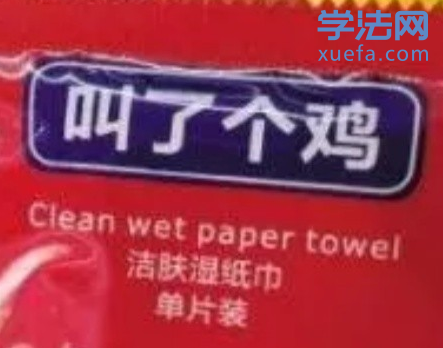 学法网
xuefa.com
叫了个鸡
Clean wet paper towel
洁肤湿纸巾
单片装